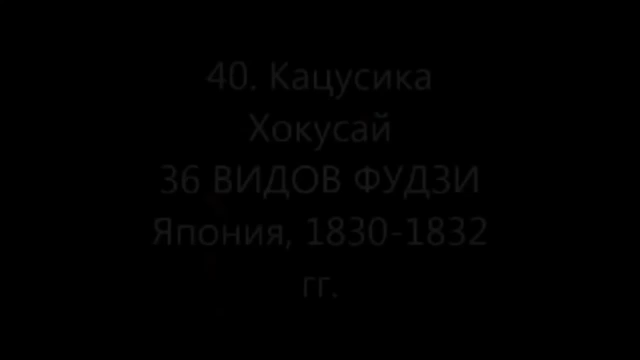 40. Кацусика
Хокусай
36 ВИДОВ ФУДЗИ
Япония, 1830-1832
гг.